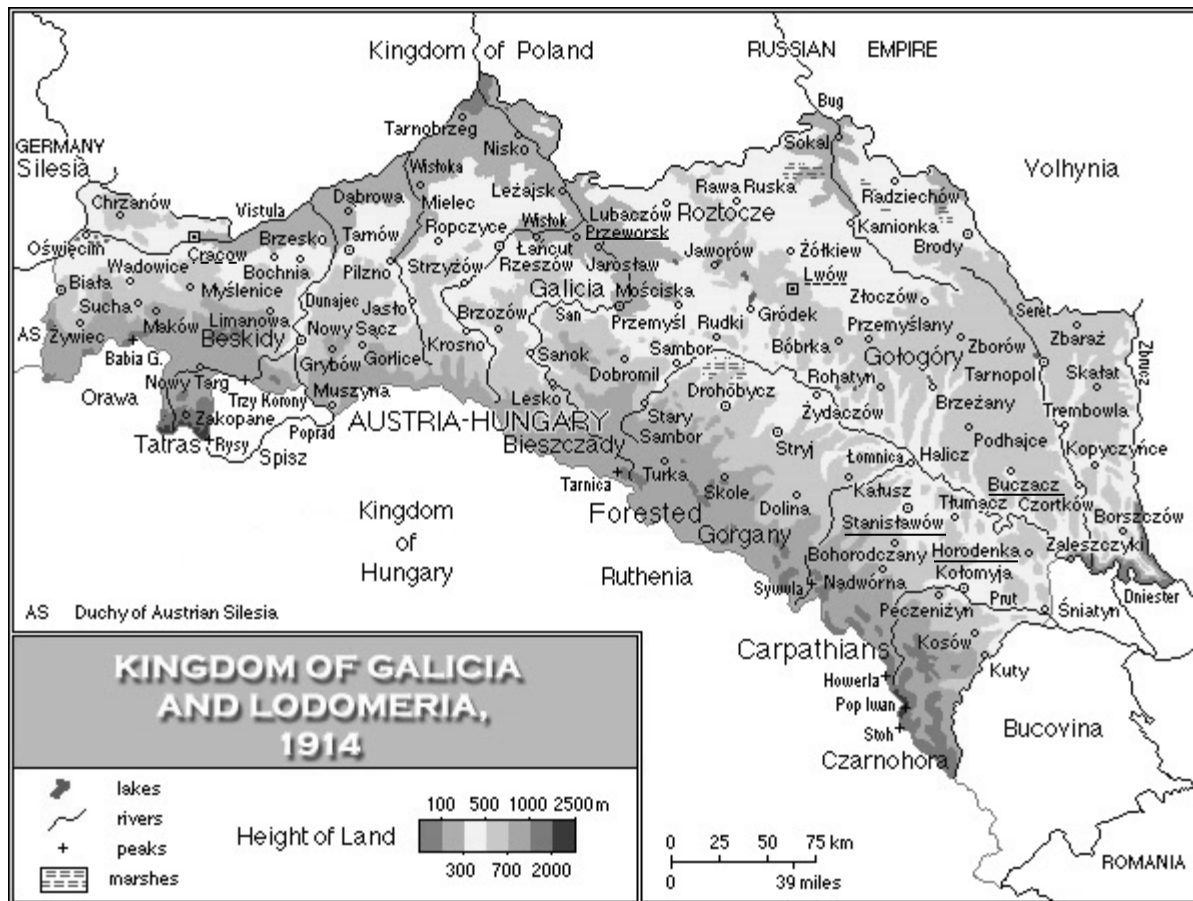 Kingdom of Poland
RUSSIAN EMPIRE
Bug
Tarnobrzeg
Sokal
GERMANY
Silesia
Nisko
Volhynia
Wisłoka
Leżajsk
Rawa Ruska
Radziechów
Chrzanów
Dąbrowa
Mielec
Lubaczów
Roztocze
Vistula
Wisłok
Przeworsk
Kamionka
Oświęcim
Brzesko
Ropczyce
Brody
Cracow
Tarnów
Łańcut
Jaworów
Żółkiew
Wadowice
Bochnia
Pilzno
Strzyżów
Rzeszów
Jarosław
Lwów
Biała
Myślenice
Galicia
Mościska
Złoczów
Sucha
Dunajec
Jasło
Limanowa
Brzozów
San
Przemyśl
Rudki
Gródek
Przemyślany
Seret
AS
Żywiec
Maków
Beskidy
Nowy Sącz
Krosno
Sanok
Sambor
Bóbrka
Gołogóry
Zborów
Zbaraż
Zbrucz
Babia G.
Grybów
Gorlice
Dobromil
Rohatyn
Tarnopol
Skałat
Nowy Targ
Orawa
Muszyna
Lesko
Drohóbycz
Trzy Korony
Żydaczów
Brzeżany
Trembowla
Zakopane
AUSTRIA-HUNGARY
Stary
Sambor
Tatras
Rysy
Poprad
Spisz
Bieszczady
Stryj
Podhajce
Halicz
Kopyczyńce
Łomnica
Tarnica
Turka
Skole
Dolina
Kałusz
Buczacz
Kingdom
of
Hungary
Forested
Tłumacz
Czortków
Gorgany
Stanisławów
Borszczów
Bohorodczany
Horodenka
Zaleszczyki
Ruthenia
Sywula
Nadwórna
Kołomyja
Dniester
Peczeniżyn
Prut
Śniatyn
AS Duchy of Austrian Silesia
Carpathians
Kosów
Kuty
Howerla
Pop Iwan
Stoh
Bucovina
Czarnohora
KINGDOM OF GALICIA
AND LODOMERIA,
1914
lakes
rivers
peaks
marshes
Height of Land
100 500 1000 2500 m
300 700 2000
0 25 50 75 km
0 39 miles
ROMANIA